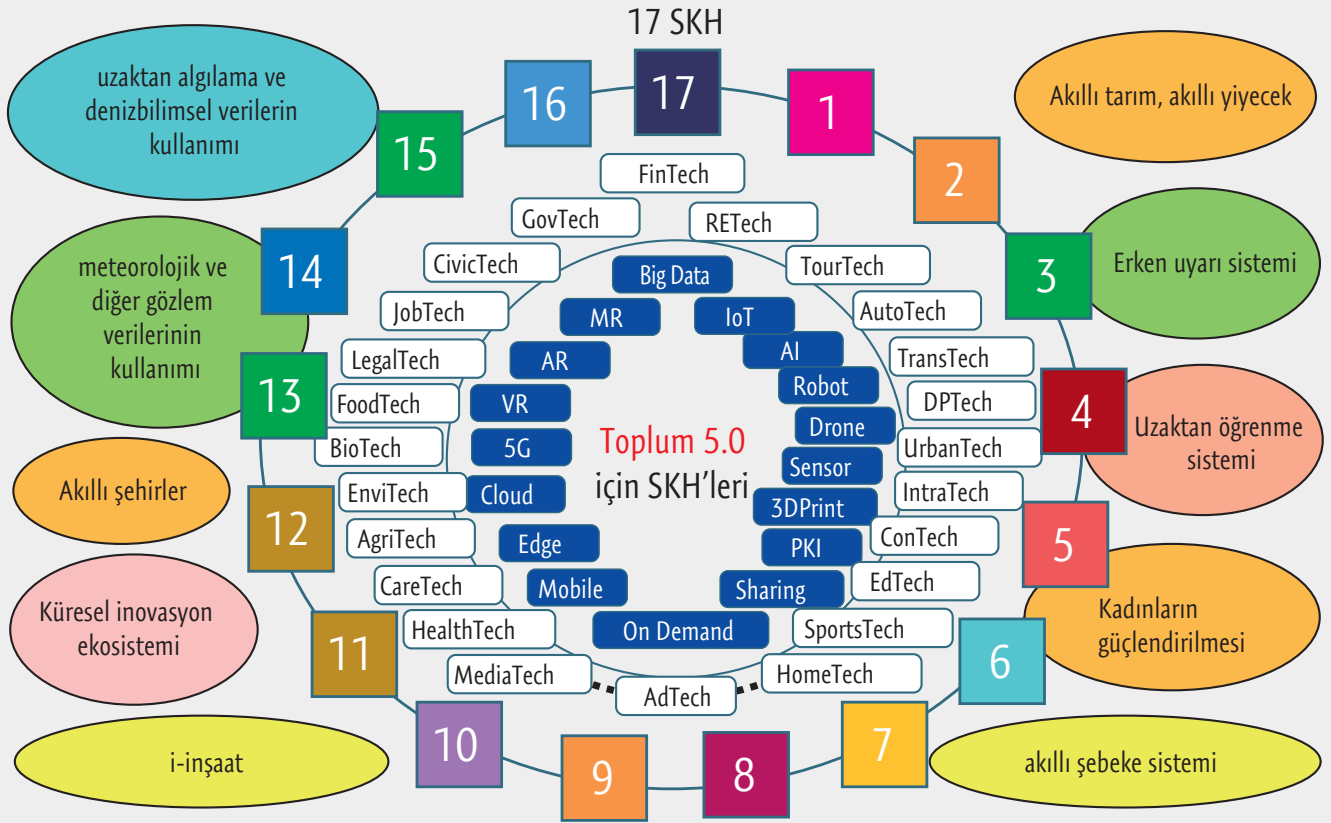 17 SKH
17
1
2
3
4
5
6
7
8
9
10
11
12
13
14
15
16
uzaktan algılama ve
denizbilimsel verilerin
kullanımı
meteorolojik ve
diğer gözlem
verilerinin
kullanımı
Akıllı şehirler
Küresel inovasyon
ekosistemi
i-inşaat
Akıllı tarım, akıllı yiyecek
Erken uyarı sistemi
Uzaktan öğrenme
sistemi
Kadınların
güçlendirilmesi
akıllı şebeke sistemi
FinTech
RETech
TourTech
AutoTech
TransTech
DPTech
UrbanTech
IntraTech
ConTech
EdTech
SportsTech
HomeTech
AdTech
MediaTech
HealthTech
CareTech
AgriTech
EnviTech
BioTech
FoodTech
LegalTech
JobTech
CivicTech
GovTech
Big Data
IoT
AI
Robot
Drone
Sensor
3DPrint
PKI
Sharing
On Demand
Mobile
Edge
Cloud
5G
VR
AR
MR
Toplum 5.0
için SKH’leri